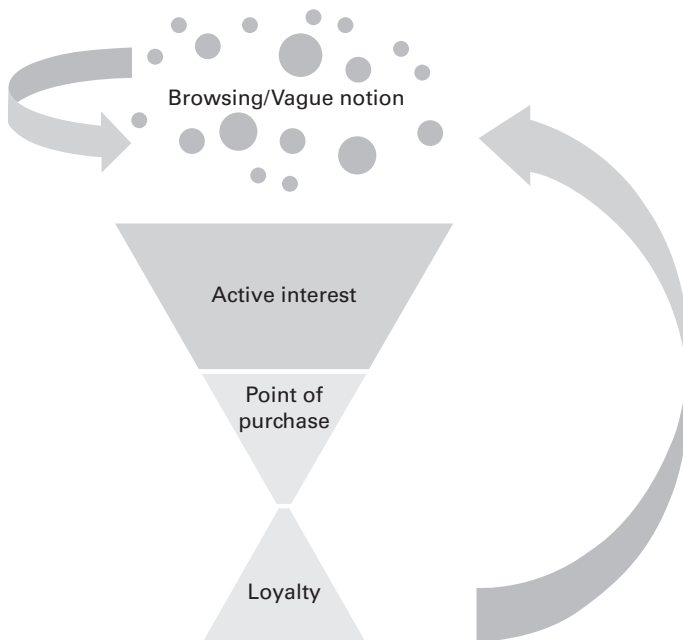 Browsing/Vague notion
Active interest
Point of
purchase
Loyalty